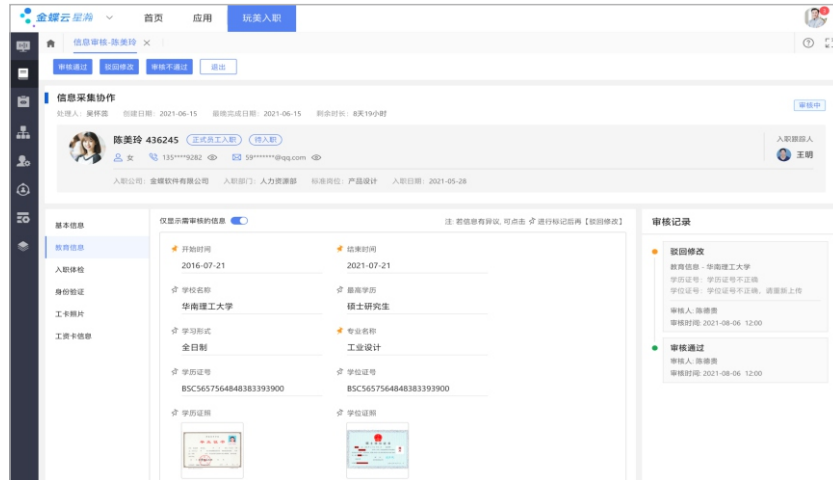 金蝶云星瀚 首页 应用 玩美入职
信息审核-陈美玲
审核通过 驳回修改 审核不通过 退出
信息采集协作
处理人：吴怀蕊 创建日期：2021-06-15 最晚完成日期：2021-06-15 剩余时长：8天19小时 审核中
陈美玲 436245 正式员工入职 待入职
女 135****9282 59*******@qq.com
入职跟踪人
王明
入职公司：金蝶软件有限公司 入职部门：人力资源部 标准岗位：产品设计 入职日期：2021-05-28
基本信息
教育信息
入职体检
身份验证
工卡照片
工资卡信息
仅显示需审核的信息 注：若信息有异议，可点击 进行标记后再【驳回修改】
开始时间 结束时间
2016-07-21 2021-07-21
学校名称 最高学历
华南理工大学 硕士研究生
学习形式 专业名称
全日制 工业设计
学历证号 学位证号
BSC5657564848383393900 BSC5657564848383393900
学历证照 学位证照
审核记录
驳回修改
教育信息 - 华南理工大学
学历证号：学历证号不正确
学位证号：学位证号不正确，请重新上传
审核人：陈德贵
审核时间：2021-08-06 12:00
审核通过
审核人：陈德贵
审核时间：2021-08-06 12:00